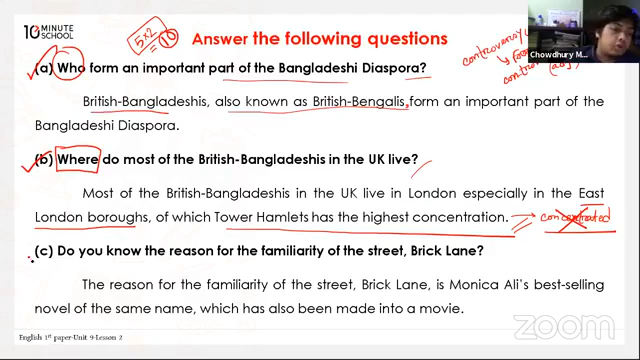 10 MINUTE
SCHOOL
5x2
= 10
Answer the following questions
controversy
Chowdhury M...
(adj)
(a) Who form an important part of the Bangladeshi Diaspora?
British-Bangladeshis, also known as British-Bengalis, form an important part of the
Bangladeshi Diaspora.
(b) Where do most of the British-Bangladeshis in the UK live?
Most of the British-Bangladeshis in the UK live in London especially in the East
London boroughs, of which Tower Hamlets has the highest concentration. → concentrated
(c) Do you know the reason for the familiarity of the street, Brick Lane?
The reason for the familiarity of the street, Brick Lane, is Monica Ali's best-selling
novel of the same name, which has also been made into a movie.
English 1st paper-Unit 9-Lesson 2
zoom